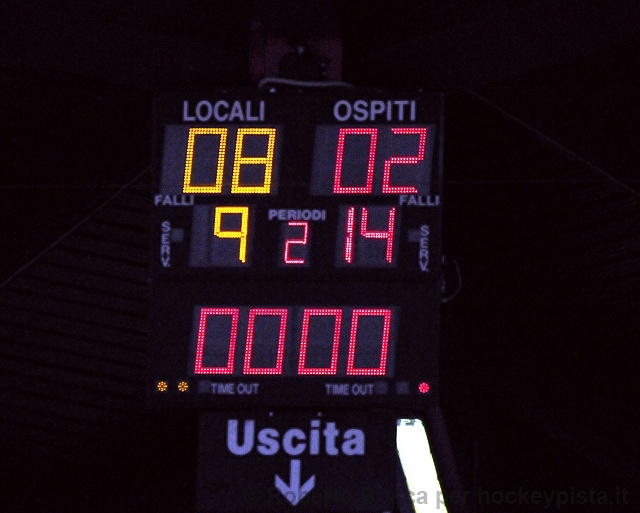 LOCALI OSPITI
08 02
FALLI FALLI
SERV. 9 PERIODI 2 14 SERV.
0000
TIME OUT TIME OUT
Uscita
per hockeypista.it